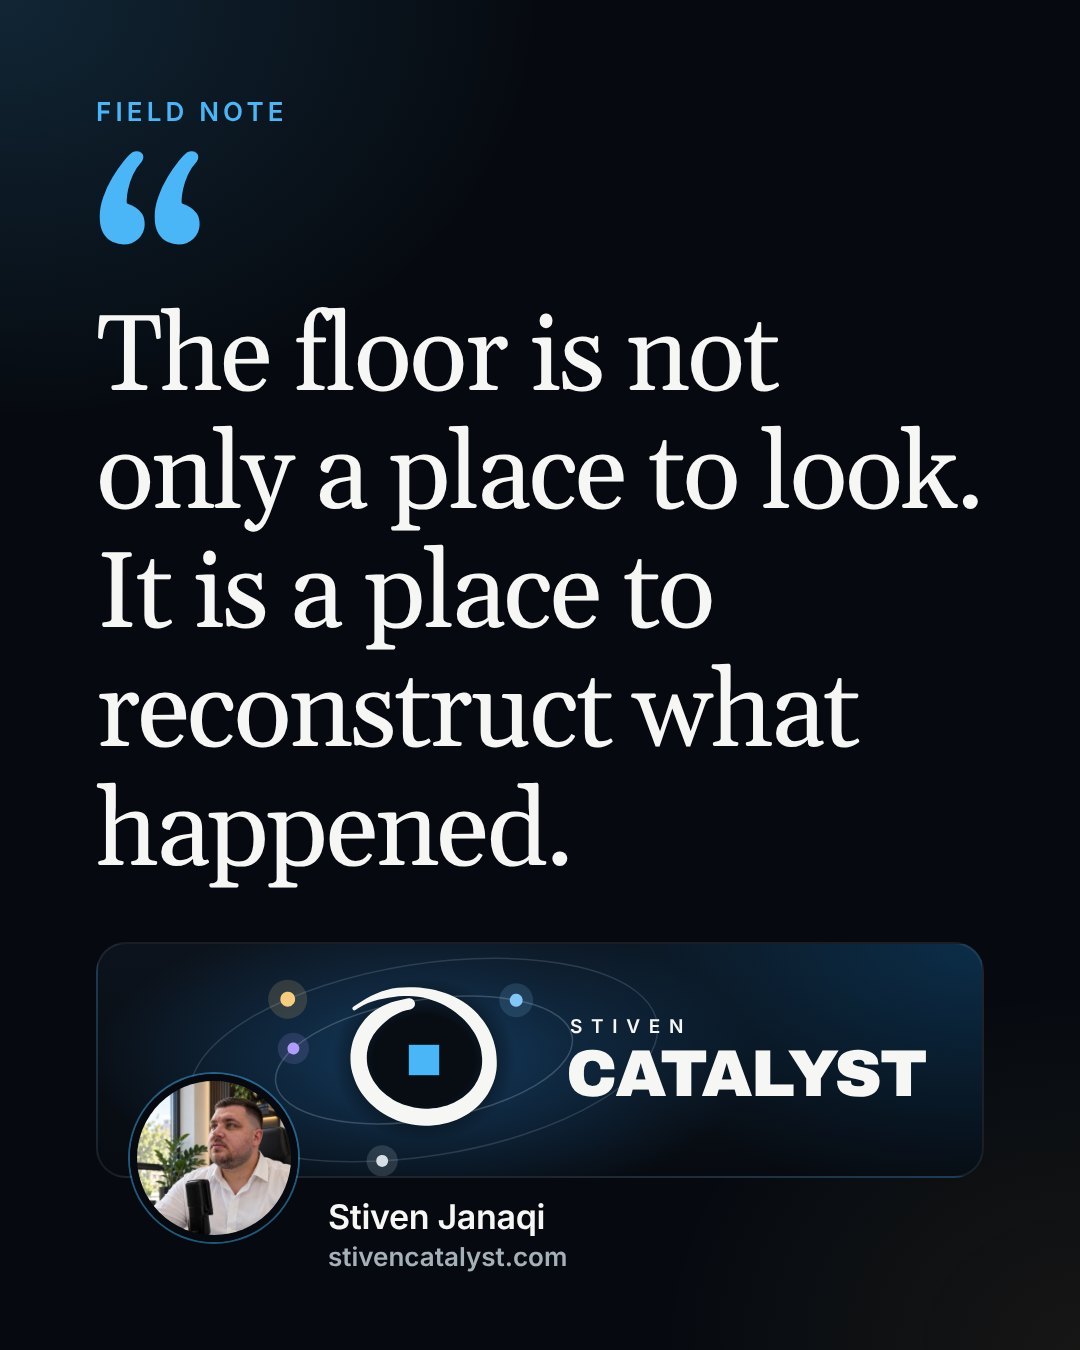 FIELD NOTE
“
The floor is not
only a place to look.
It is a place to
reconstruct what
happened.
STIVEN
CATALYST
Stiven Janaqi
stivencatalyst.com